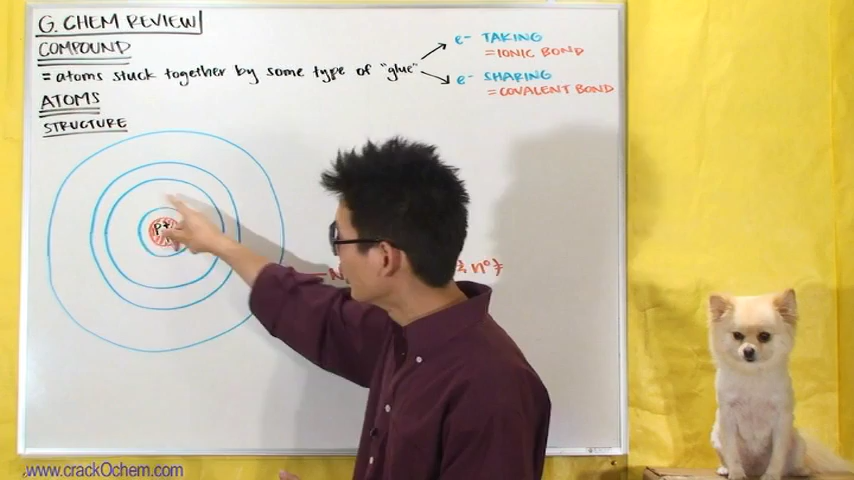 G. CHEM REVIEW
COMPOUND
= atoms stuck together by some type of "glue"
e- TAKING
= IONIC BOND
e- SHARING
= COVALENT BOND
ATOMS
STRUCTURE
P+
N
n°}
www.crackOchem.com